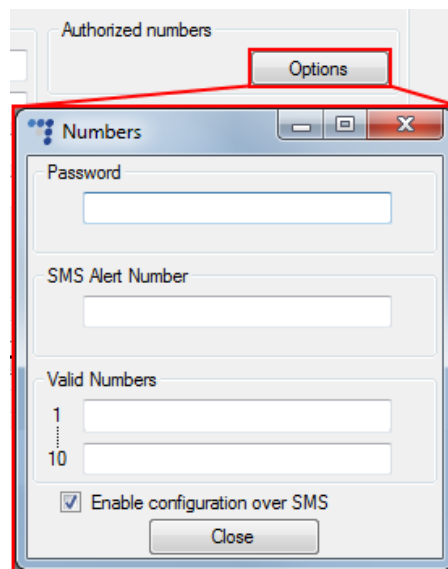 Authorized numbers
Options
Numbers
Password
SMS Alert Number
Valid Numbers
1
10
Enable configuration over SMS
Close